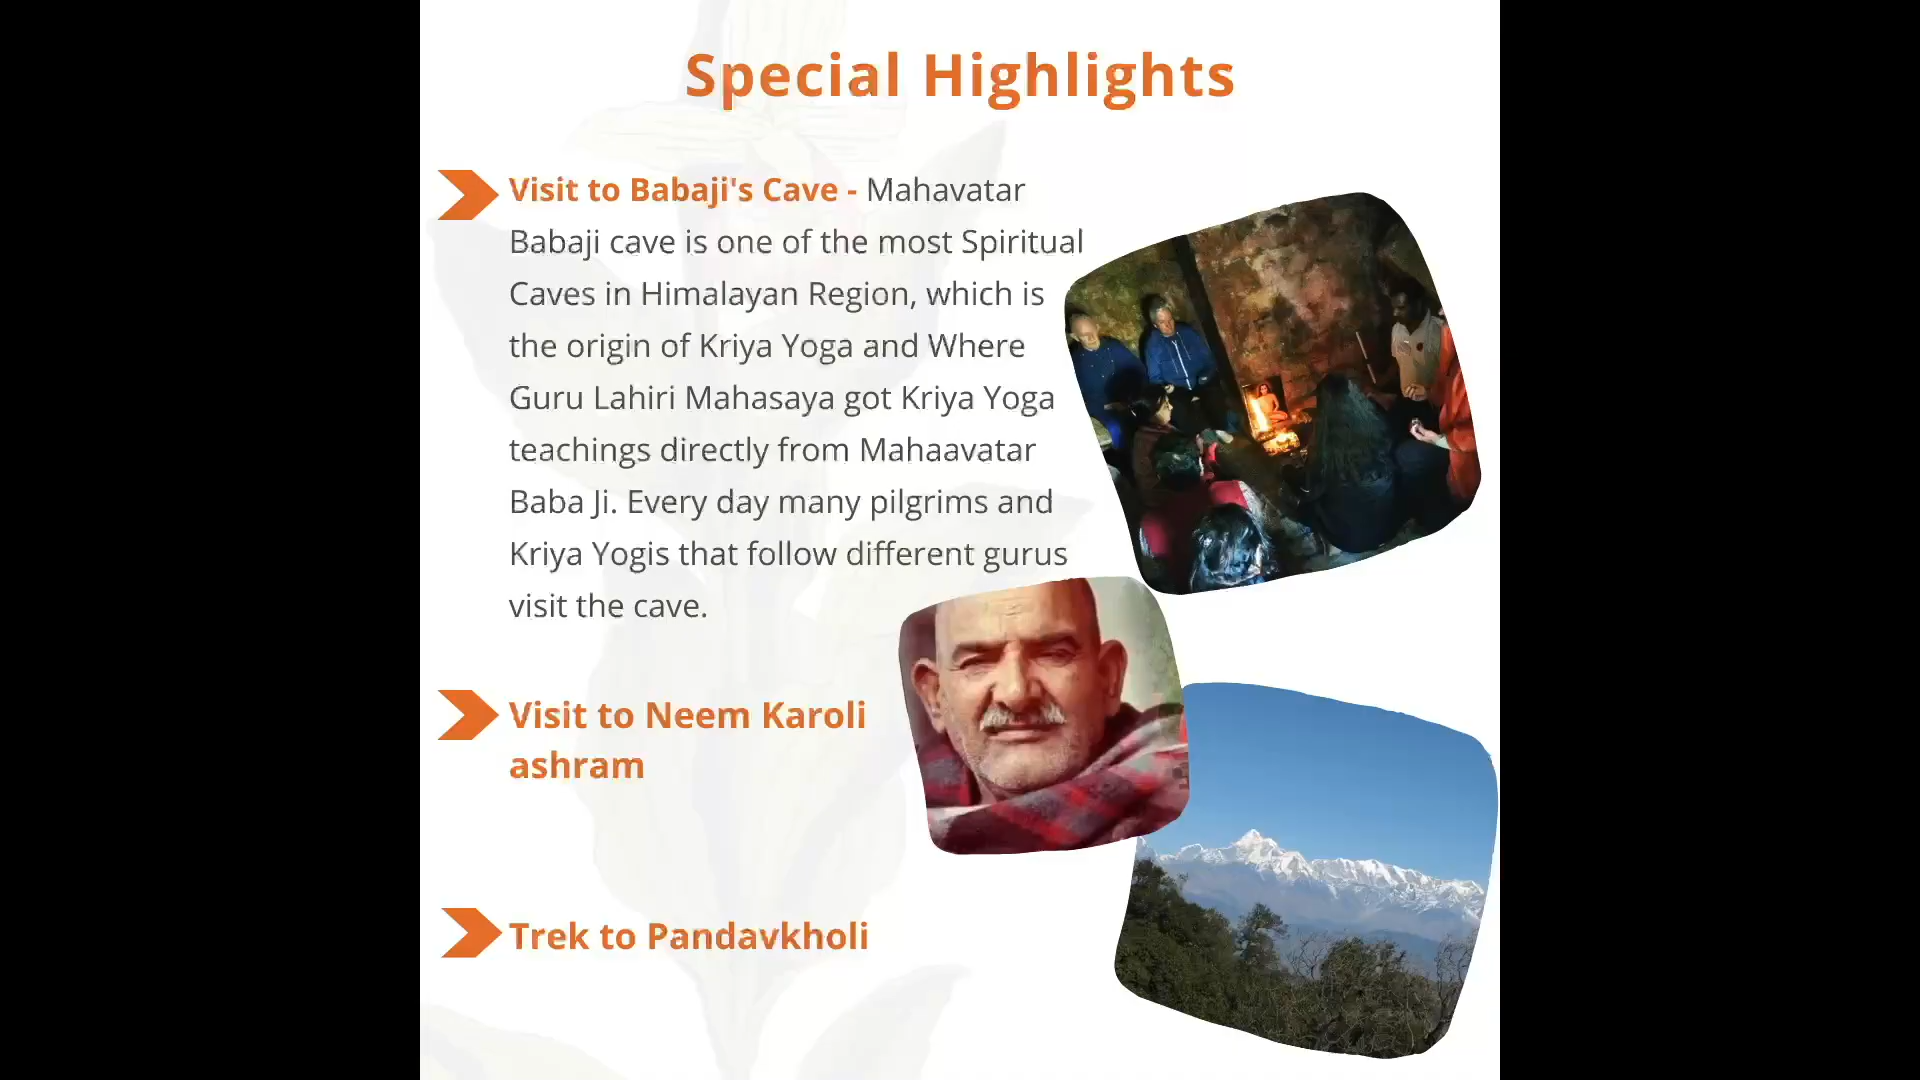 Special Highlights
Visit to Babaji's Cave - Mahavatar
Babaji cave is one of the most Spiritual
Caves in Himalayan Region, which is
the origin of Kriya Yoga and Where
Guru Lahiri Mahasaya got Kriya Yoga
teachings directly from Mahaavatar
Baba Ji. Every day many pilgrims and
Kriya Yogis that follow different gurus
visit the cave.
Visit to Neem Karoli
ashram
Trek to Pandavkholi